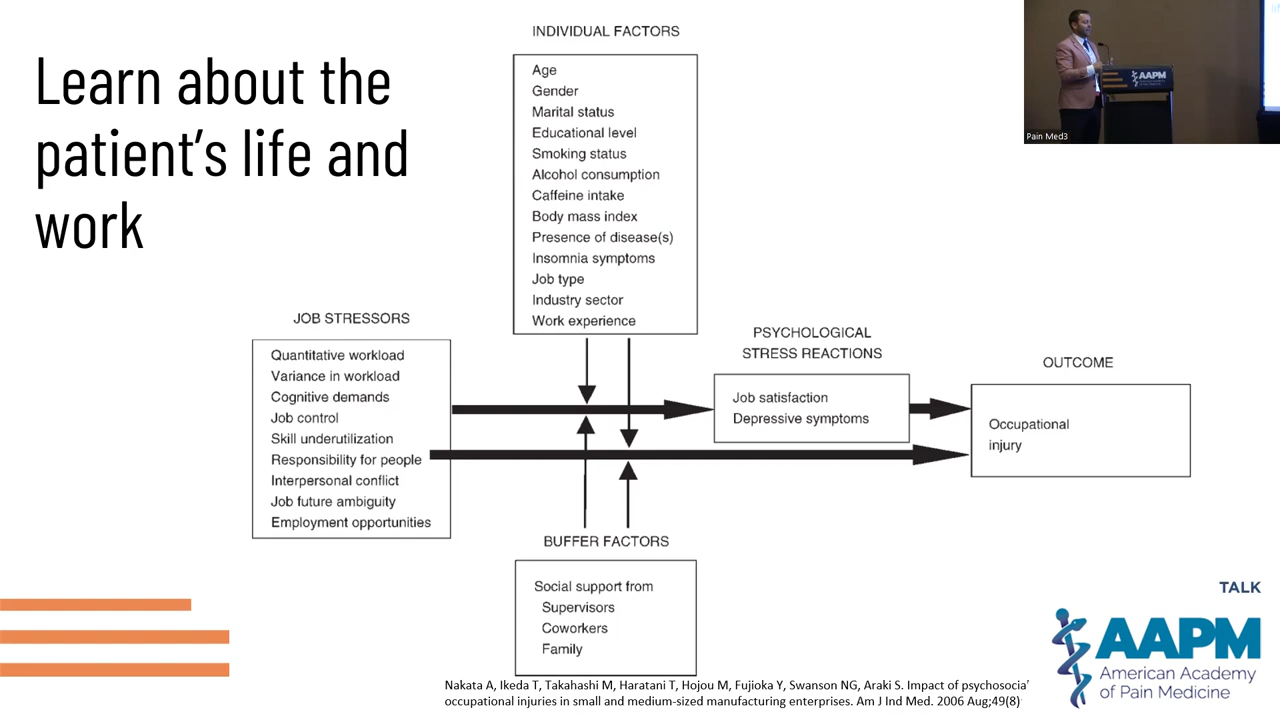 Learn about the
patient's life and
work
INDIVIDUAL FACTORS
Age
Gender
Marital status
Educational level
Smoking status
Alcohol consumption
Caffeine intake
Body mass index
Presence of disease(s)
Insomnia symptoms
Job type
Industry sector
Work experience
JOB STRESSORS
Quantitative workload
Variance in workload
Cognitive demands
Job control
Skill underutilization
Responsibility for people
Interpersonal conflict
Job future ambiguity
Employment opportunities
PSYCHOLOGICAL
STRESS REACTIONS
Job satisfaction
Depressive symptoms
OUTCOME
Occupational
injury
BUFFER FACTORS
Social support from
Supervisors
Coworkers
Family
Nakata A, Ikeda T, Takahashi M, Haratani T, Hojou M, Fujioka Y, Swanson NG, Araki S. Impact of psychosocia
occupational injuries in small and medium-sized manufacturing enterprises. Am J Ind Med. 2006 Aug;49(8)
TALK
AAPM
American Academy
of Pain Medicine
AAPM
Pain Med3